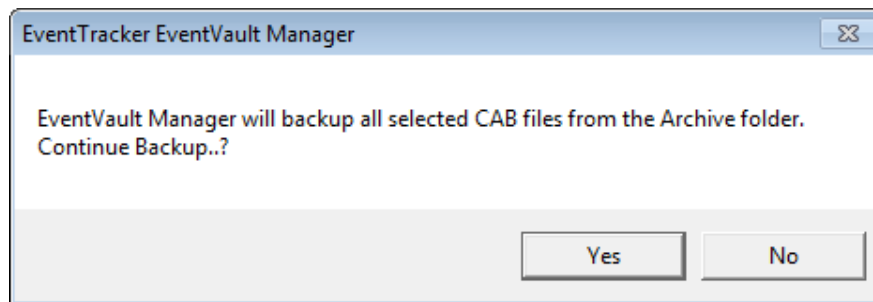 EventTracker EventVault Manager
EventVault Manager will backup all selected CAB files from the Archive folder.
Continue Backup..?
Yes No